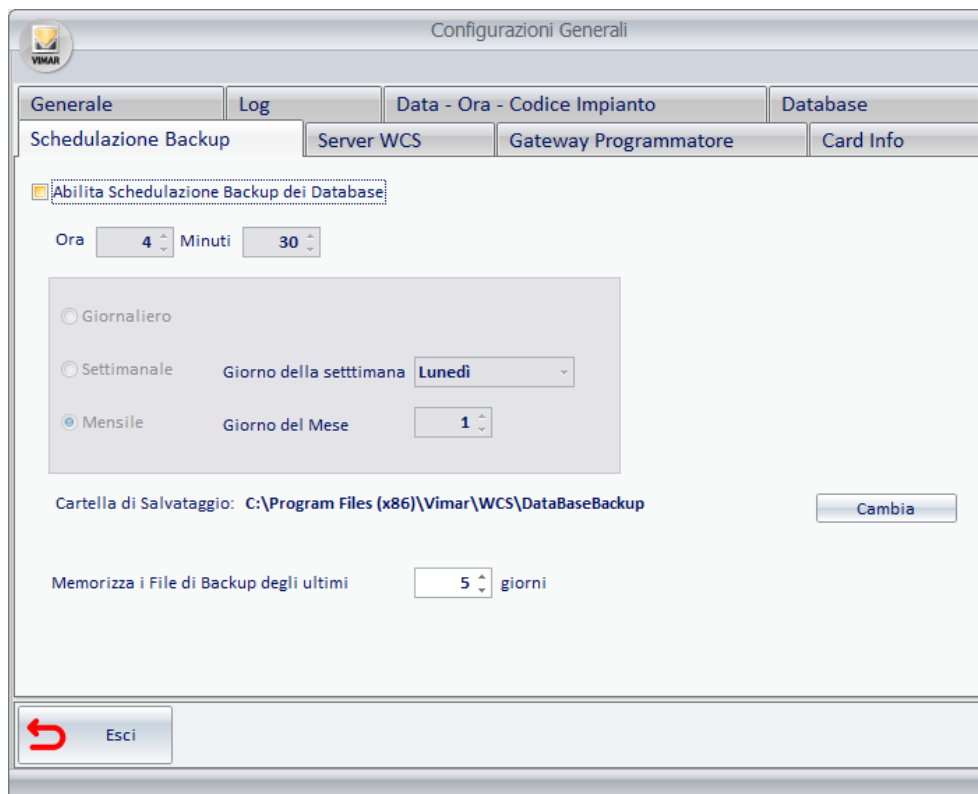 Configurazioni Generali
VIMAR
Generale Log Data - Ora - Codice Impianto Database
Schedulazione Backup Server WCS Gateway Programmatore Card Info
Abilita Schedulazione Backup dei Database
Ora 4 Minuti 30
Giornaliero
Settimanale Giorno della setttimana Lunedì
Mensile Giorno del Mese 1
Cartella di Salvataggio: C:\Program Files (x86)\Vimar\WCS\DataBaseBackup Cambia
Memorizza i File di Backup degli ultimi 5 giorni
Esci